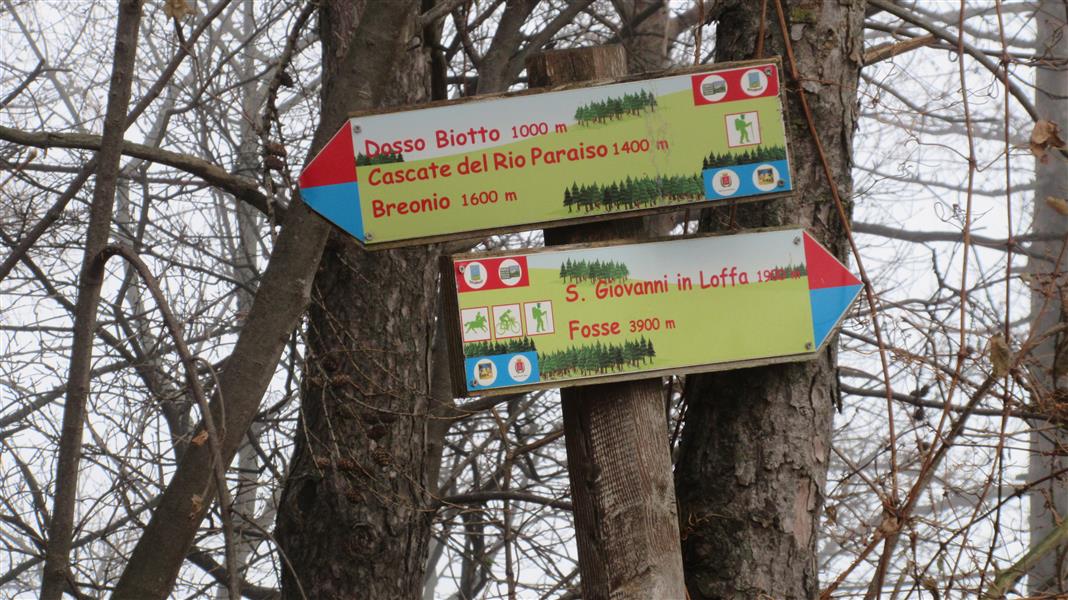 Dosso Biotto 1000 m
Cascate del Rio Paraiso 1400 m
Breonio 1600 m
S. Giovanni in Loffa 1900 m
Fosse 3900 m